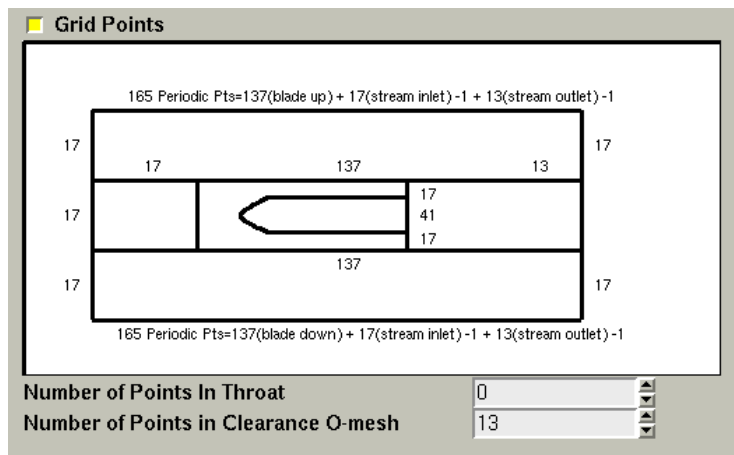 Grid Points
165 Periodic Pts=137(blade up) + 17(stream inlet) -1 + 13(stream outlet) -1
17 17
17 137 13
17
17 41
17
137
17 17
165 Periodic Pts=137(blade down) + 17(stream inlet) -1 + 13(stream outlet) -1
Number of Points In Throat 0
Number of Points in Clearance O-mesh 13